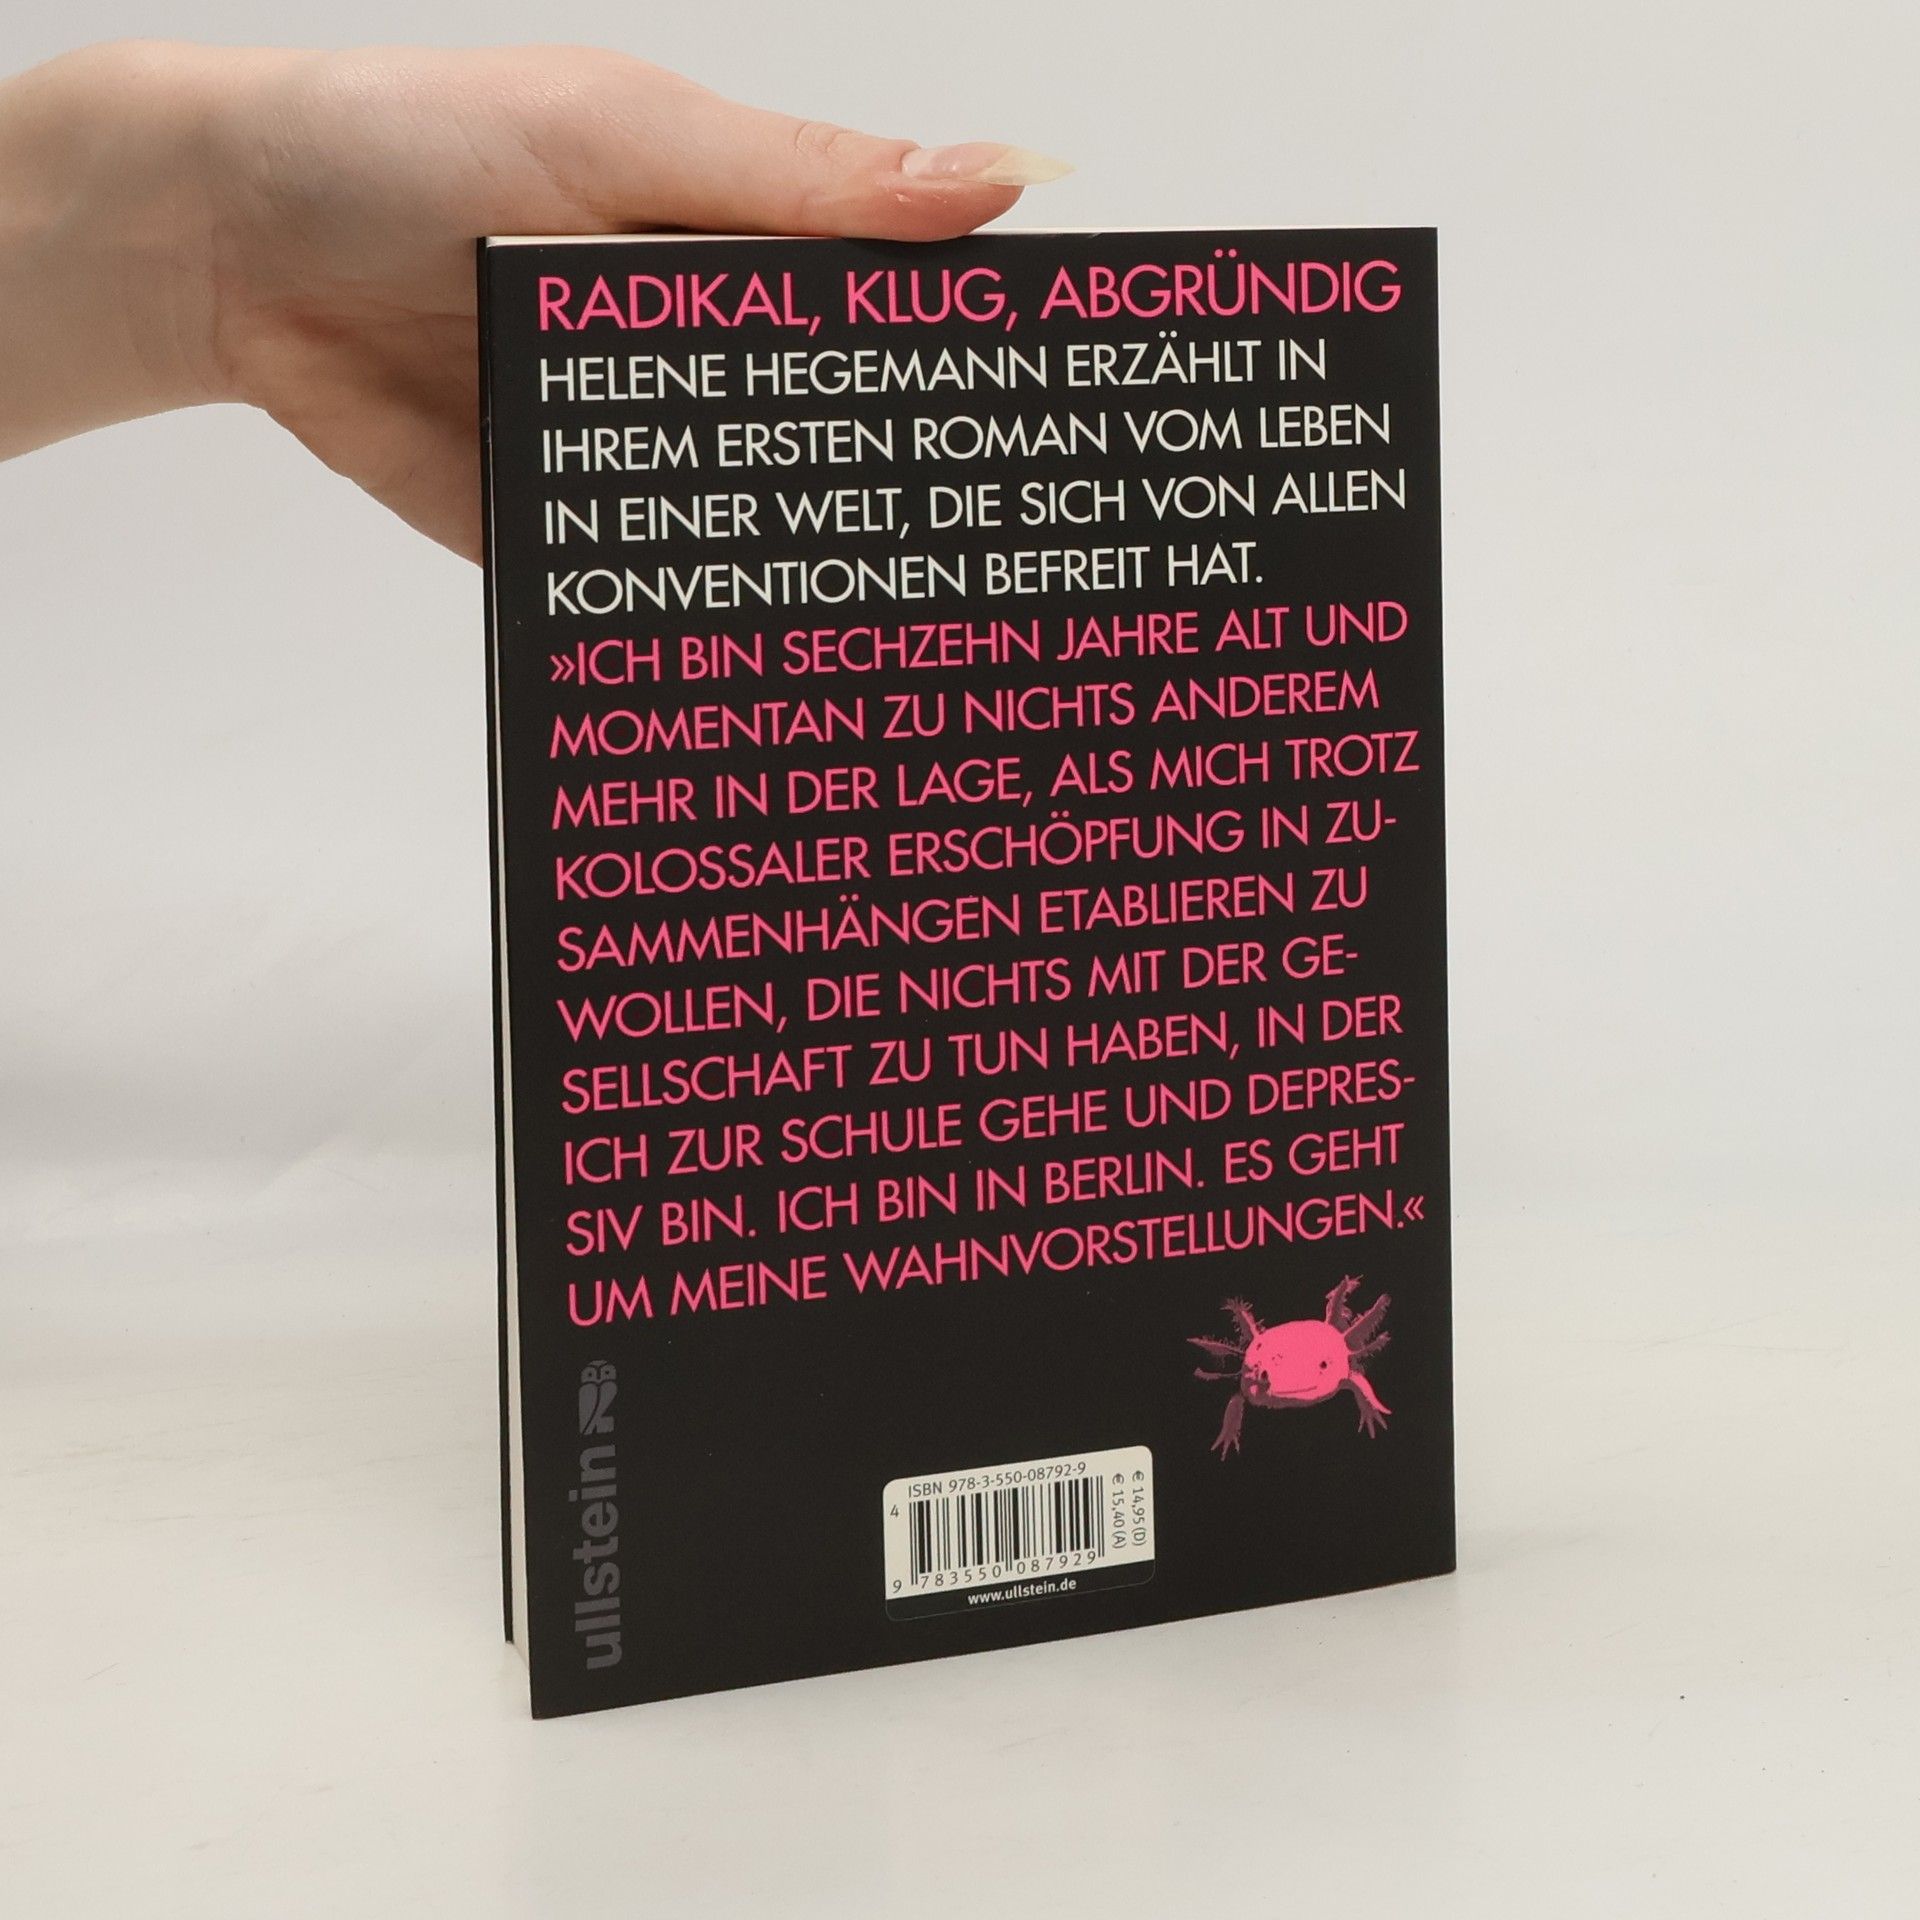 RADIKAL, KLUG, ABGRÜNDIG
HELENE HEGEMANN ERZÄHLT IN
IHREM ERSTEN ROMAN VOM LEBEN
IN EINER WELT, DIE SICH VON ALLEN
KONVENTIONEN BEFREIT HAT.
»ICH BIN SECHZEHN JAHRE ALT UND
MOMENTAN ZU NICHTS ANDEREM
MEHR IN DER LAGE, ALS MICH TROTZ
KOLOSSALER ERSCHÖPFUNG IN ZU-
SAMMENHÄNGEN ETABLIEREN ZU
WOLLEN, DIE NICHTS MIT DER GE-
SELLSCHAFT ZU TUN HABEN, IN DER
ICH ZUR SCHULE GEHE UND DEPRES-
SIV BIN. ICH BIN IN BERLIN. ES GEHT
UM MEINE WAHNVORSTELLUNGEN.«
ullstein
ISBN 978-3-550-08792-9
4
9 783550 087929
€ 14,95 (D)
€ 15,40 (A)
www.ullstein.de